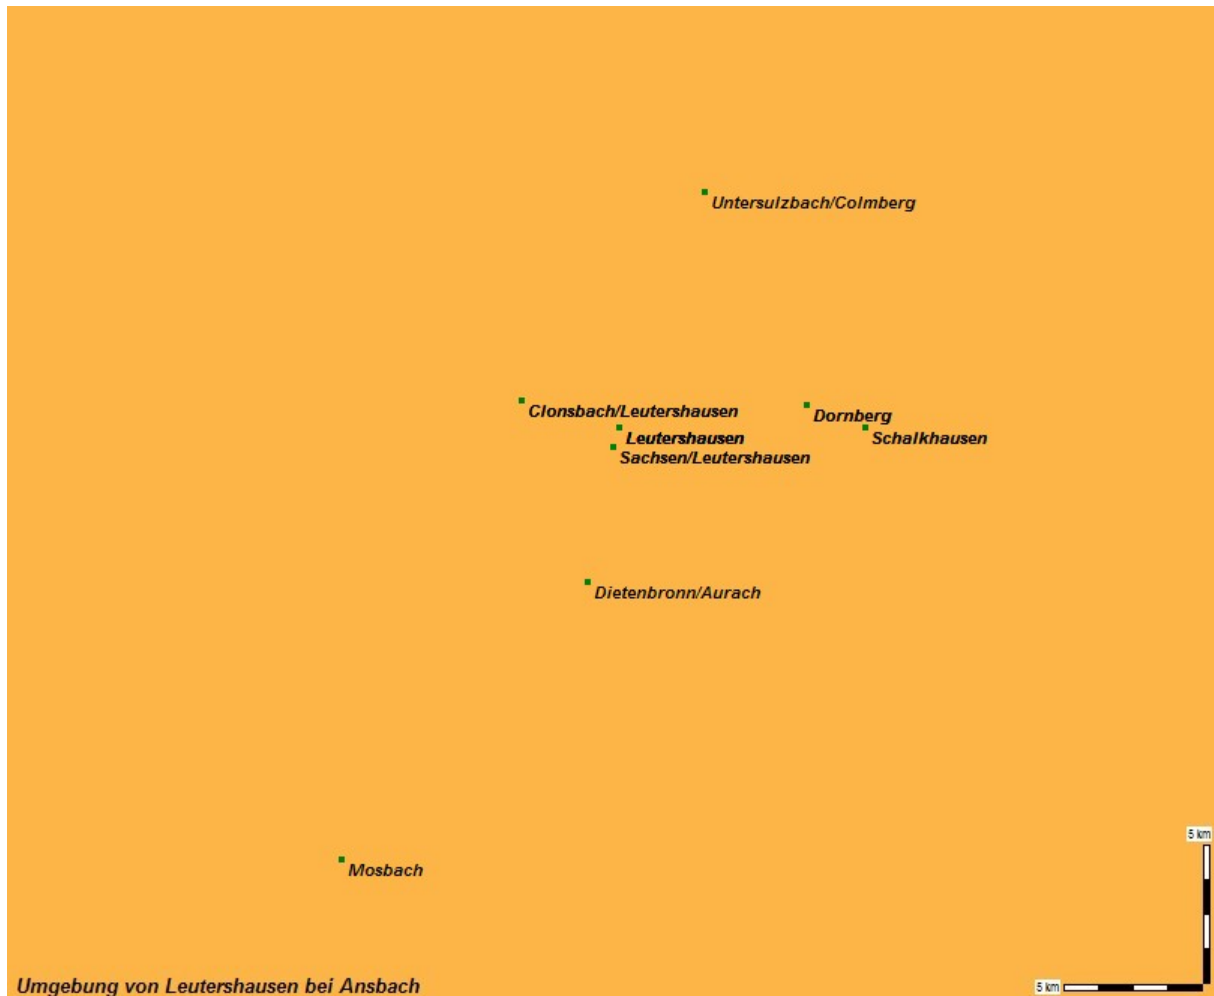 Untersulzbach/Colmberg
Clonsbach/Leutershausen
Dornberg
Leutershausen
Schalkhausen
Sachsen/Leutershausen
Dietenbronn/Aurach
5 km
Mosbach
Umgebung von Leutershausen bei Ansbach
5 km